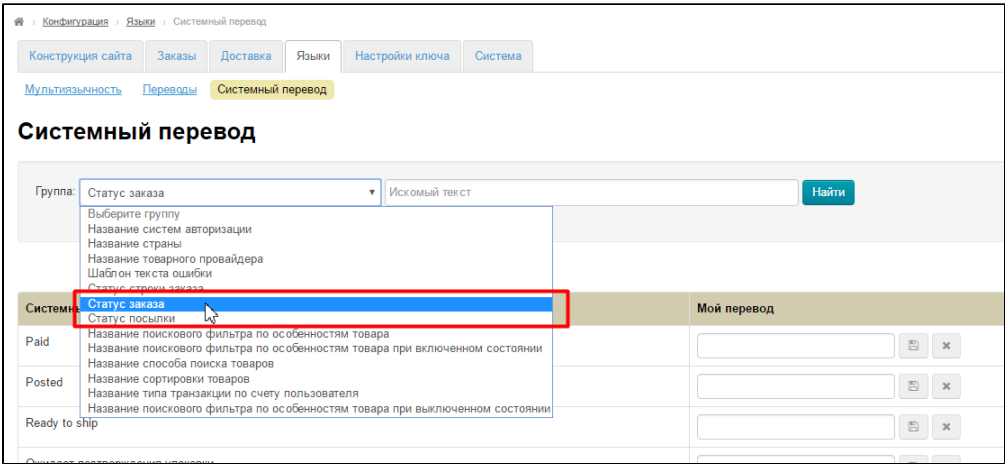 Конфигурация › Языки › Системный перевод
Конструкция сайта Заказы Доставка Языки Настройки ключа Система
Мультиязычность Переводы Системный перевод
Системный перевод
Группа: Статус заказа Искомый текст Найти
Выберите группу
Название систем авторизации
Название страны
Название товарного провайдера
Шаблон текста ошибки
Статус строки заказа
Статус заказа
Статус посылки
Название поискового фильтра по особенностям товара
Название поискового фильтра по особенностям товара при включенном состоянии
Название способа поиска товаров
Название сортировки товаров
Название типа транзакции по счету пользователя
Название поискового фильтра по особенностям товара при выключенном состоянии
Мой перевод
Paid
Posted
Ready to ship
Ожидает подтверждения упаковки